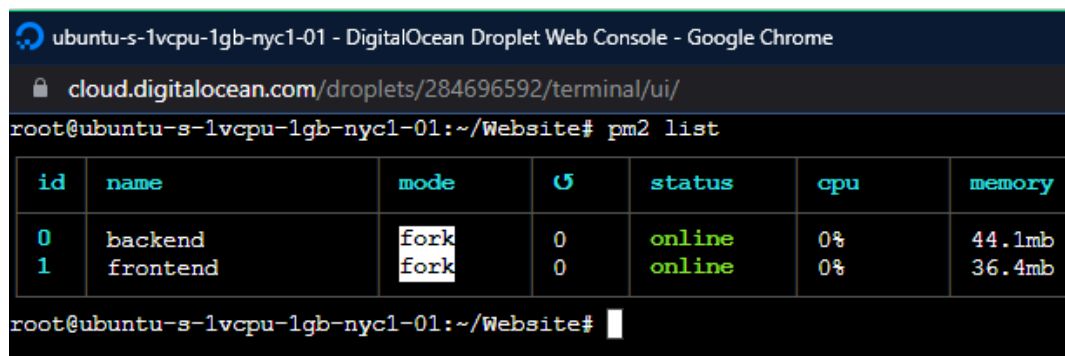 ubuntu-s-1vcpu-1gb-nyc1-01 - DigitalOcean Droplet Web Console - Google Chrome
cloud.digitalocean.com/droplets/284696592/terminal/ui/
root@ubuntu-s-1vcpu-1gb-nyc1-01:~/Website# pm2 list
id name mode ↺ status cpu memory
0 backend fork 0 online 0% 44.1mb
1 frontend fork 0 online 0% 36.4mb
root@ubuntu-s-1vcpu-1gb-nyc1-01:~/Website#